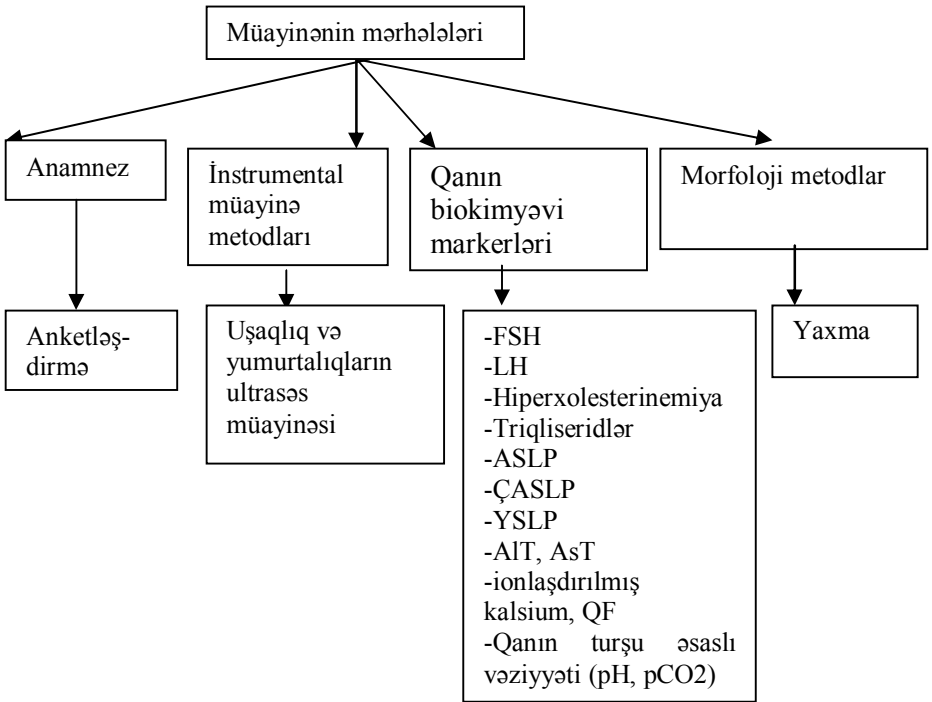 Müayinənin mərhələləri
Anamnez
İnstrumental
müayinə
metodları
Qanın
biokimyəvi
markerləri
Morfoloji metodlar
Anketləş-
dirmə
Uşaqlıq və
yumurtalıqların
ultrasəs
müayinəsi
-FSH
-LH
-Hiperxolesterinemiya
-Triqliseridlər
-ASLP
-ÇASLP
-YSLP
-AlT, AsT
-ionlaşdırılmış
kalsium, QF
-Qanın turşu əsaslı
vəziyyəti (pH, pCO2)
Yaxma